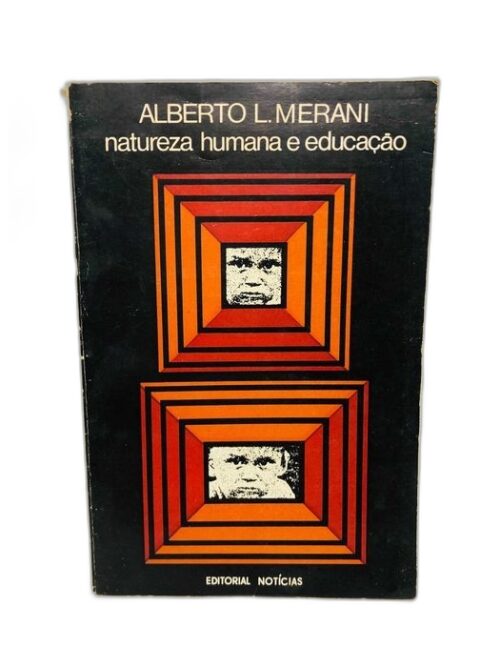 ALBERTO L. MERANI
natureza humana e educação
EDITORIAL NOTÍCIAS